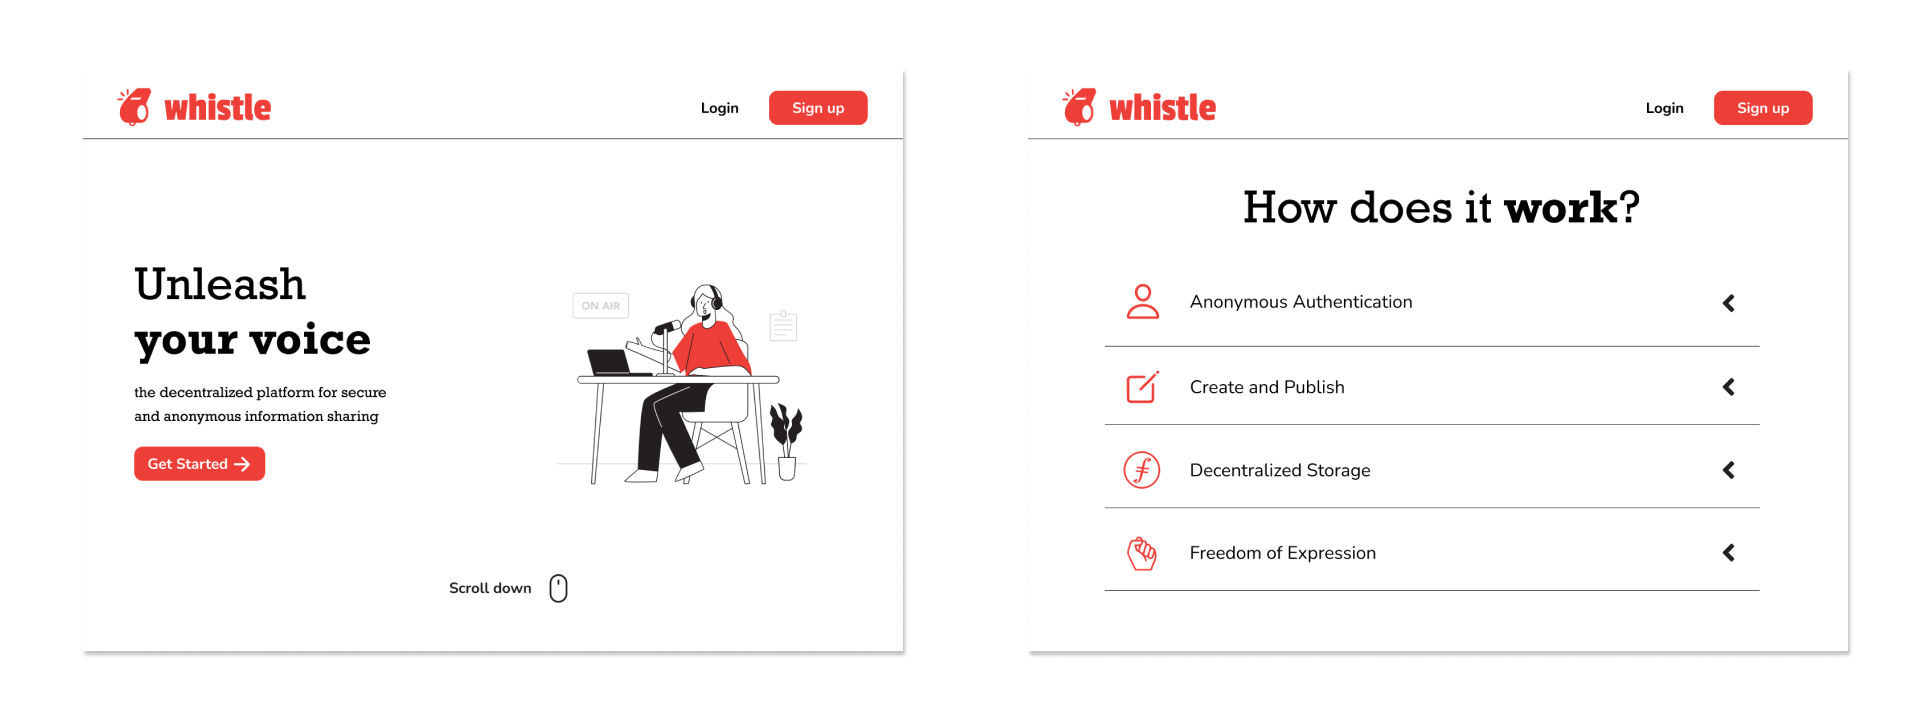 whistle
Login
Sign up
Unleash
your voice
the decentralized platform for secure
and anonymous information sharing
Get Started
ON AIR
Scroll down
whistle
Login
Sign up
How does it work?
Anonymous Authentication
Create and Publish
Decentralized Storage
Freedom of Expression